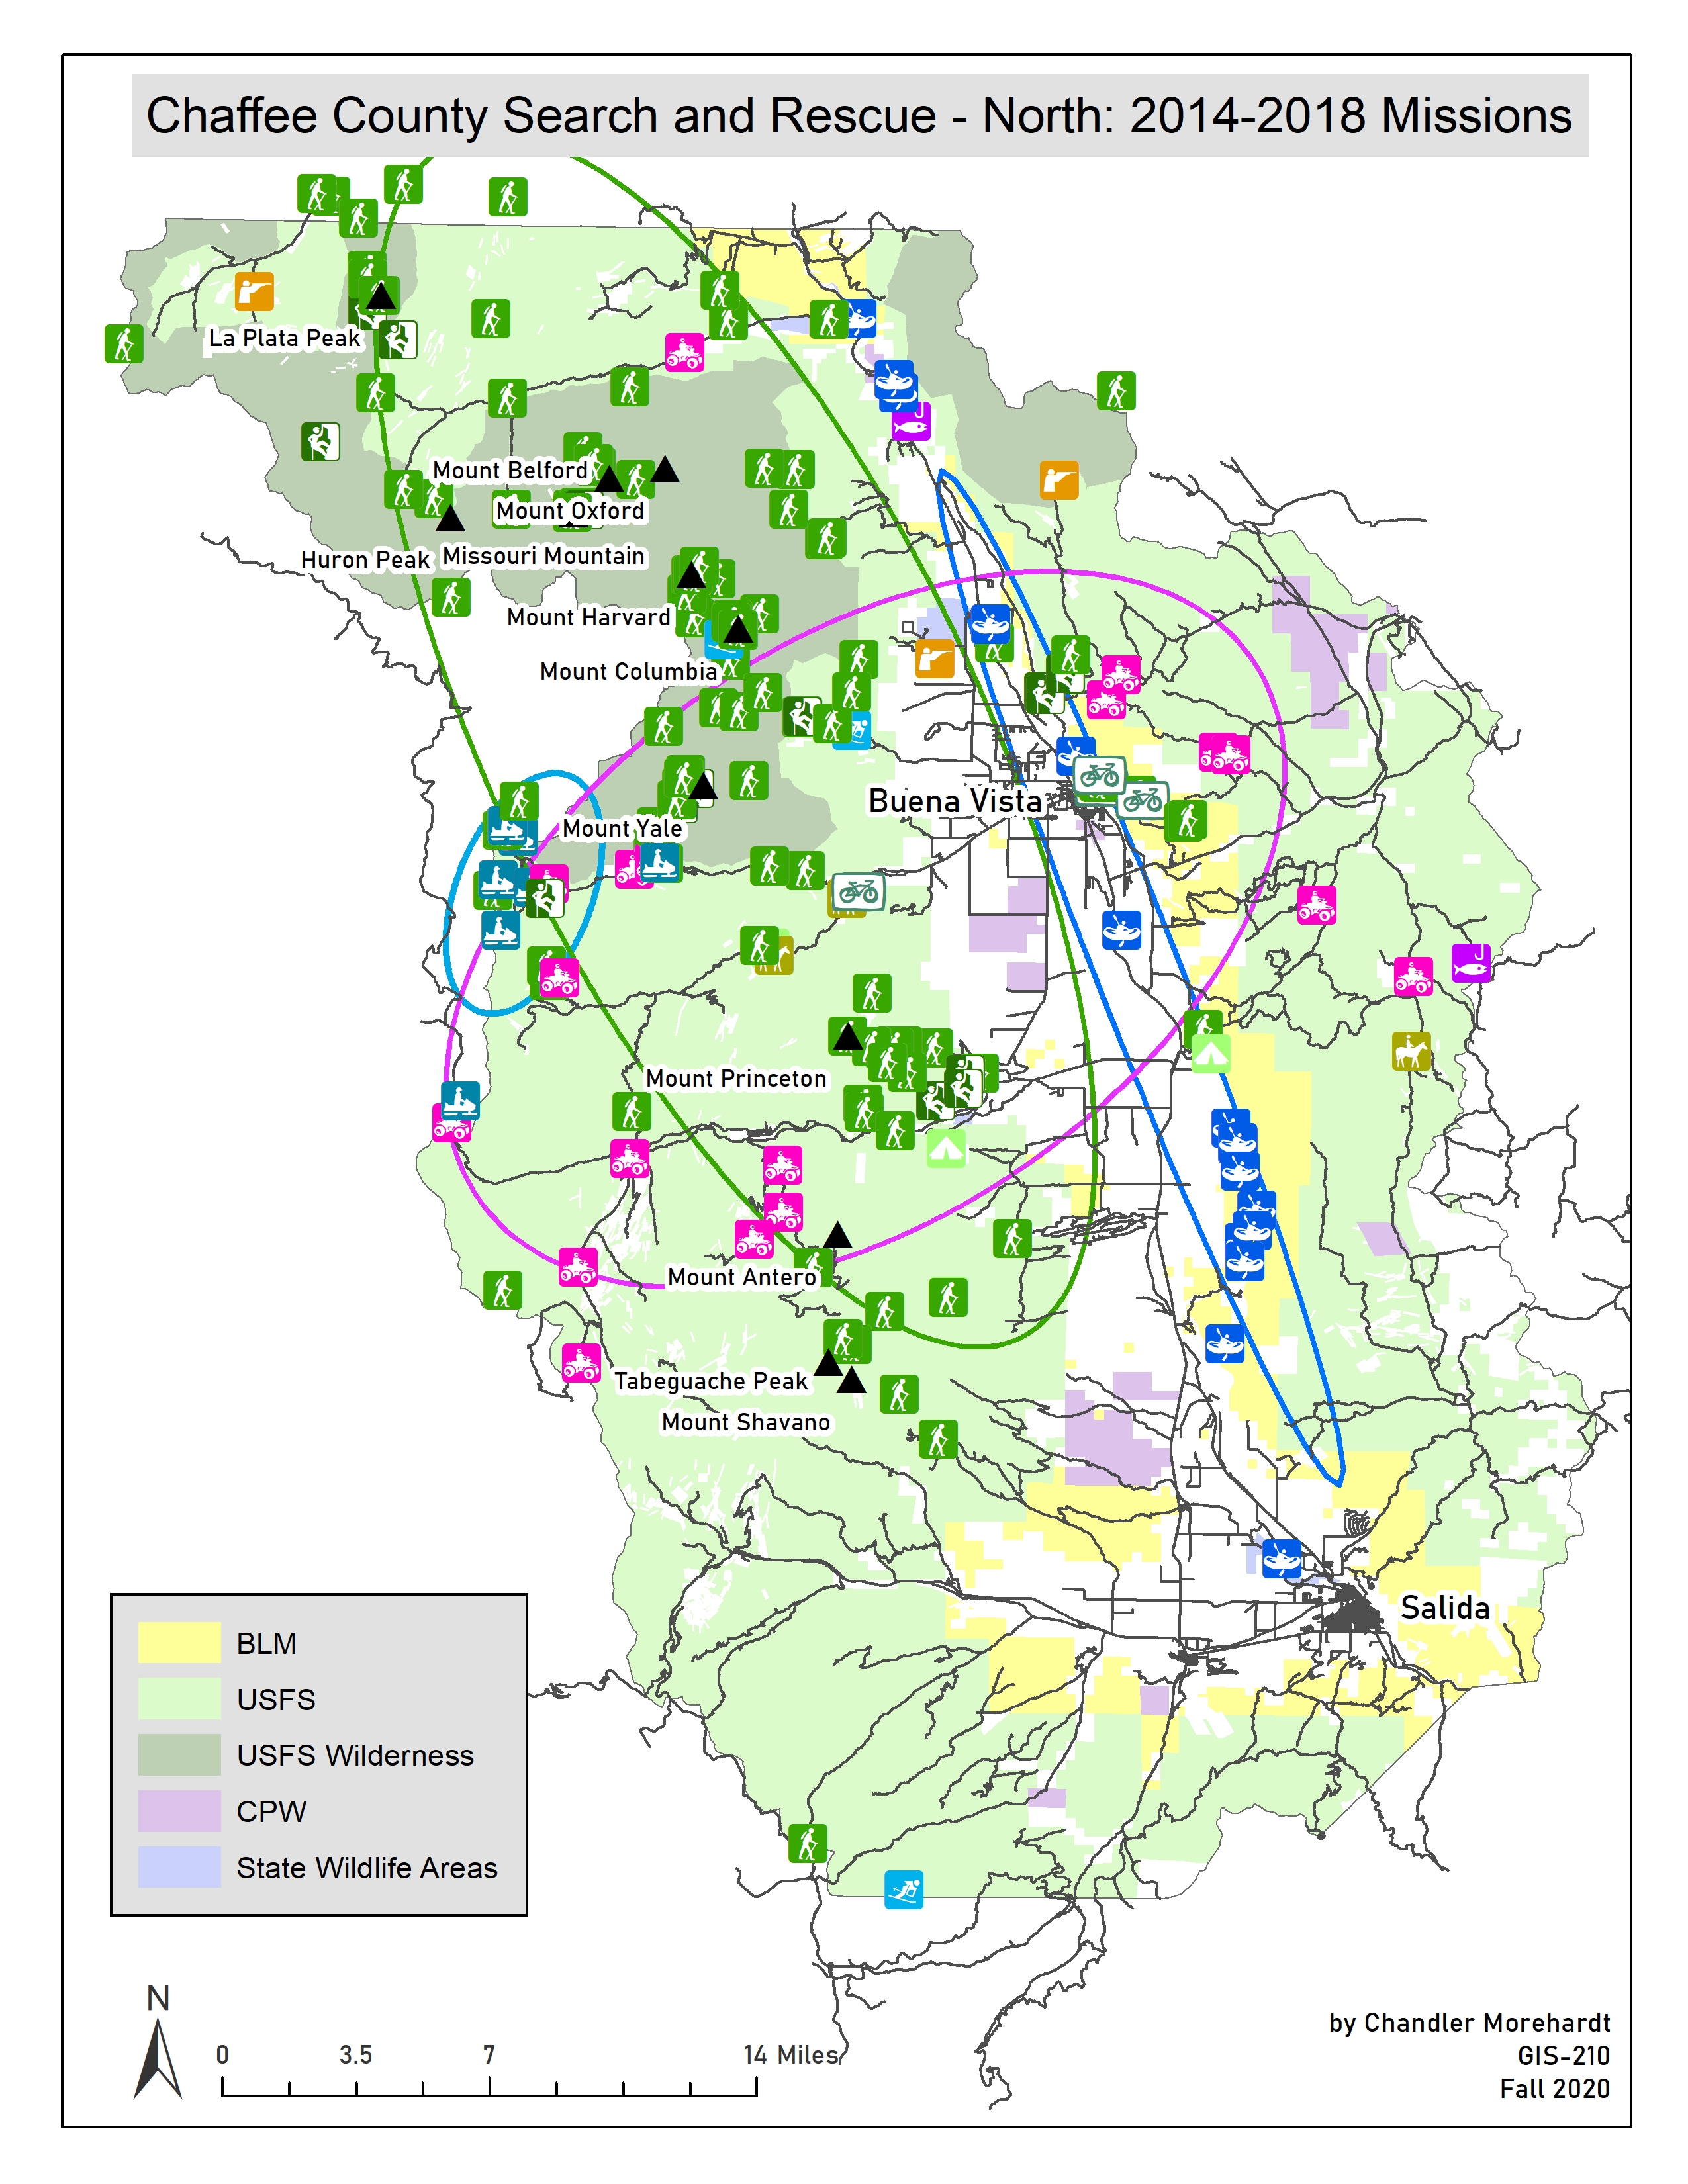 Chaffee County Search and Rescue - North: 2014-2018 Missions
La Plata Peak
Mount Belford
Mount Oxford
Huron Peak
Missouri Mountain
Mount Harvard
Mount Columbia
Buena Vista
Mount Yale
Mount Princeton
Mount Antero
Tabeguache Peak
Mount Shavano
Salida
BLM
USFS
USFS Wilderness
CPW
State Wildlife Areas
N
0 3.5 7 14 Miles
by Chandler Morehardt
GIS-210
Fall 2020